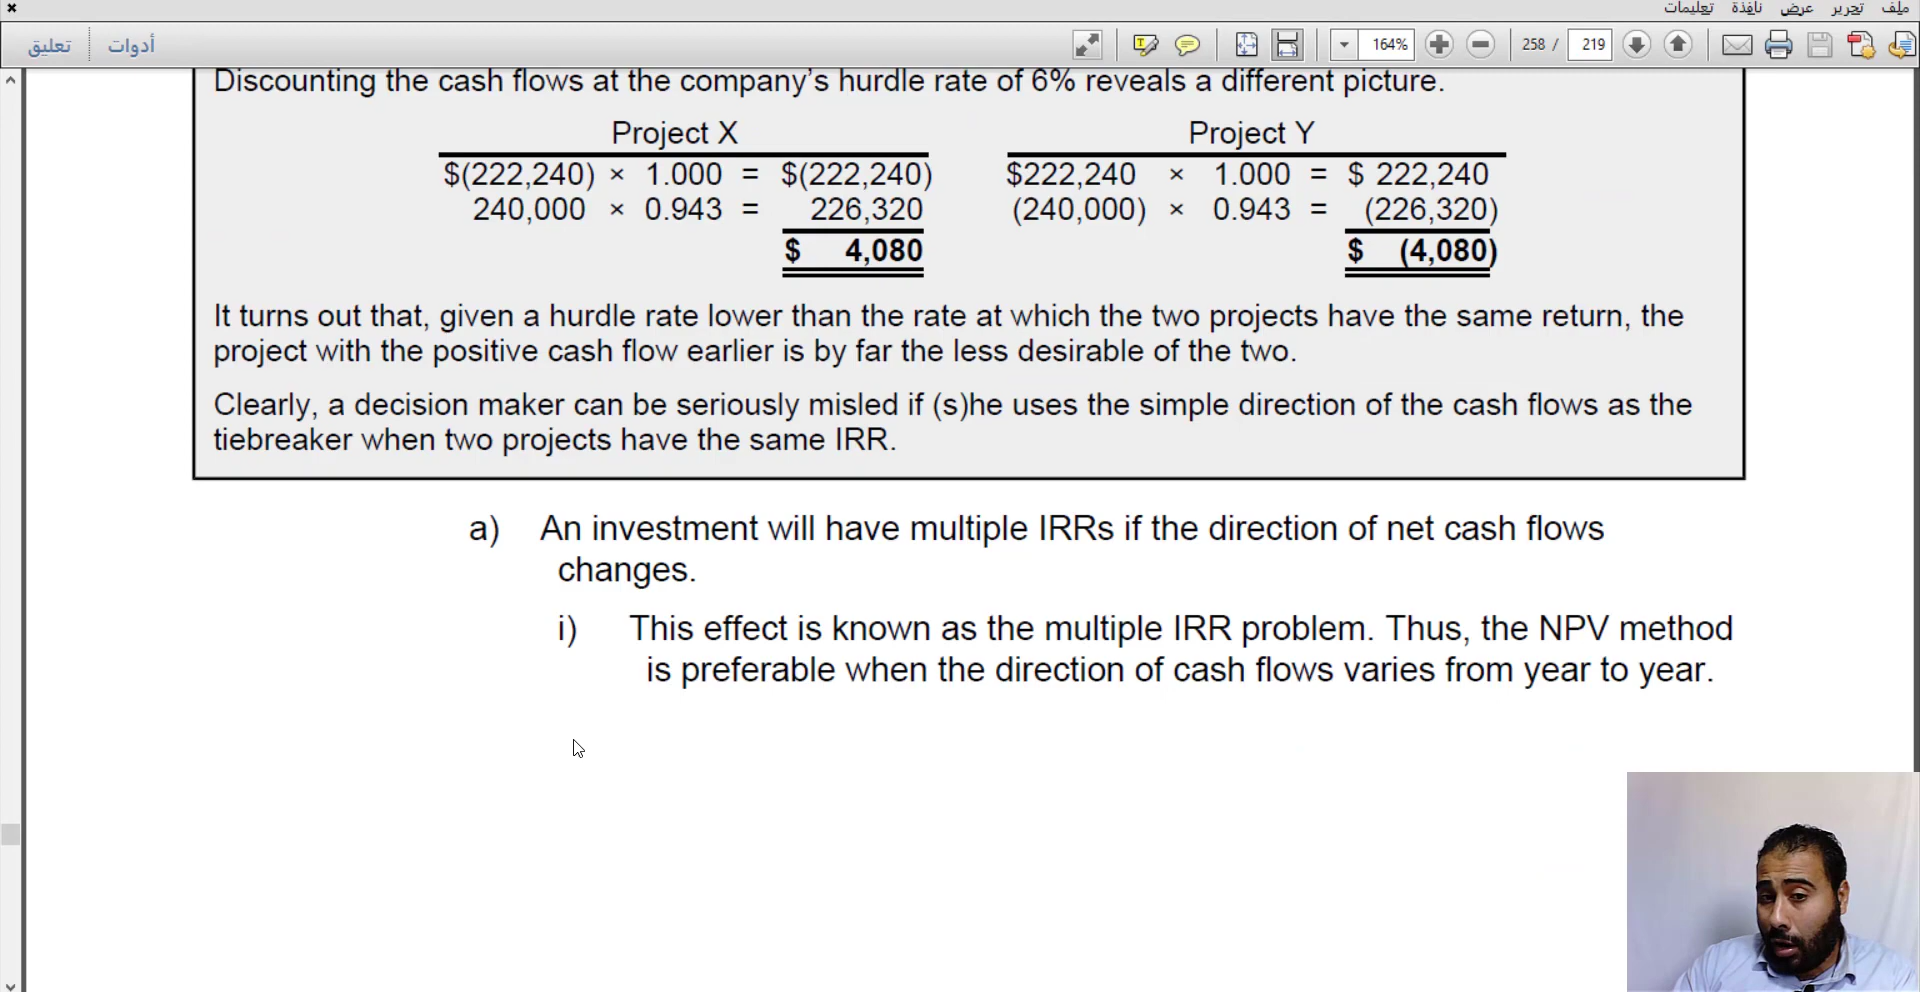 ملف تحرير عرض نافذة تعليمات
258 / 219 164% أدوات تعليق
Discounting the cash flows at the company's hurdle rate of 6% reveals a different picture.
Project X Project Y
$(222,240) × 1.000 = $(222,240) $222,240 × 1.000 = $ 222,240
240,000 × 0.943 = 226,320 (240,000) × 0.943 = (226,320)
$ 4,080 $ (4,080)
It turns out that, given a hurdle rate lower than the rate at which the two projects have the same return, the
project with the positive cash flow earlier is by far the less desirable of the two.
Clearly, a decision maker can be seriously misled if (s)he uses the simple direction of the cash flows as the
tiebreaker when two projects have the same IRR.
a) An investment will have multiple IRRs if the direction of net cash flows
changes.
i) This effect is known as the multiple IRR problem. Thus, the NPV method
is preferable when the direction of cash flows varies from year to year.